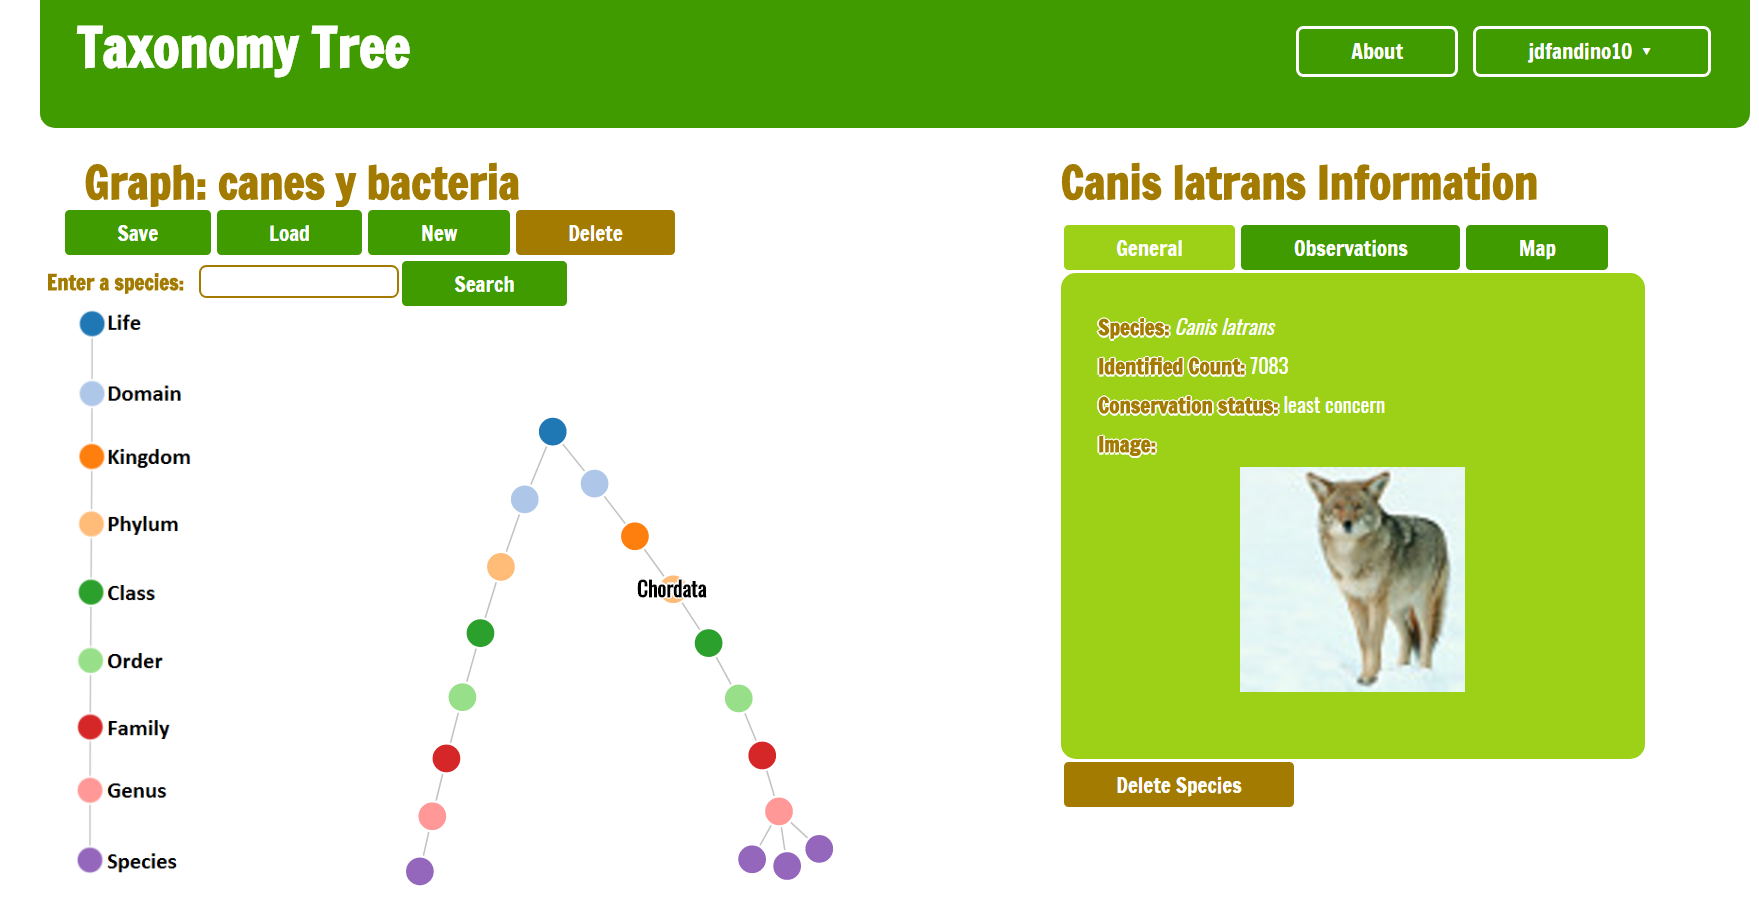 Taxonomy Tree
About
jdfandino10 ▼
Graph: canes y bacteria
Save
Load
New
Delete
Enter a species:
Search
Life
Domain
Kingdom
Phylum
Class
Order
Family
Genus
Species
Chordata
Canis latrans Information
General
Observations
Map
Species: Canis latrans
Identified Count: 7083
Conservation status: least concern
Image:
Delete Species